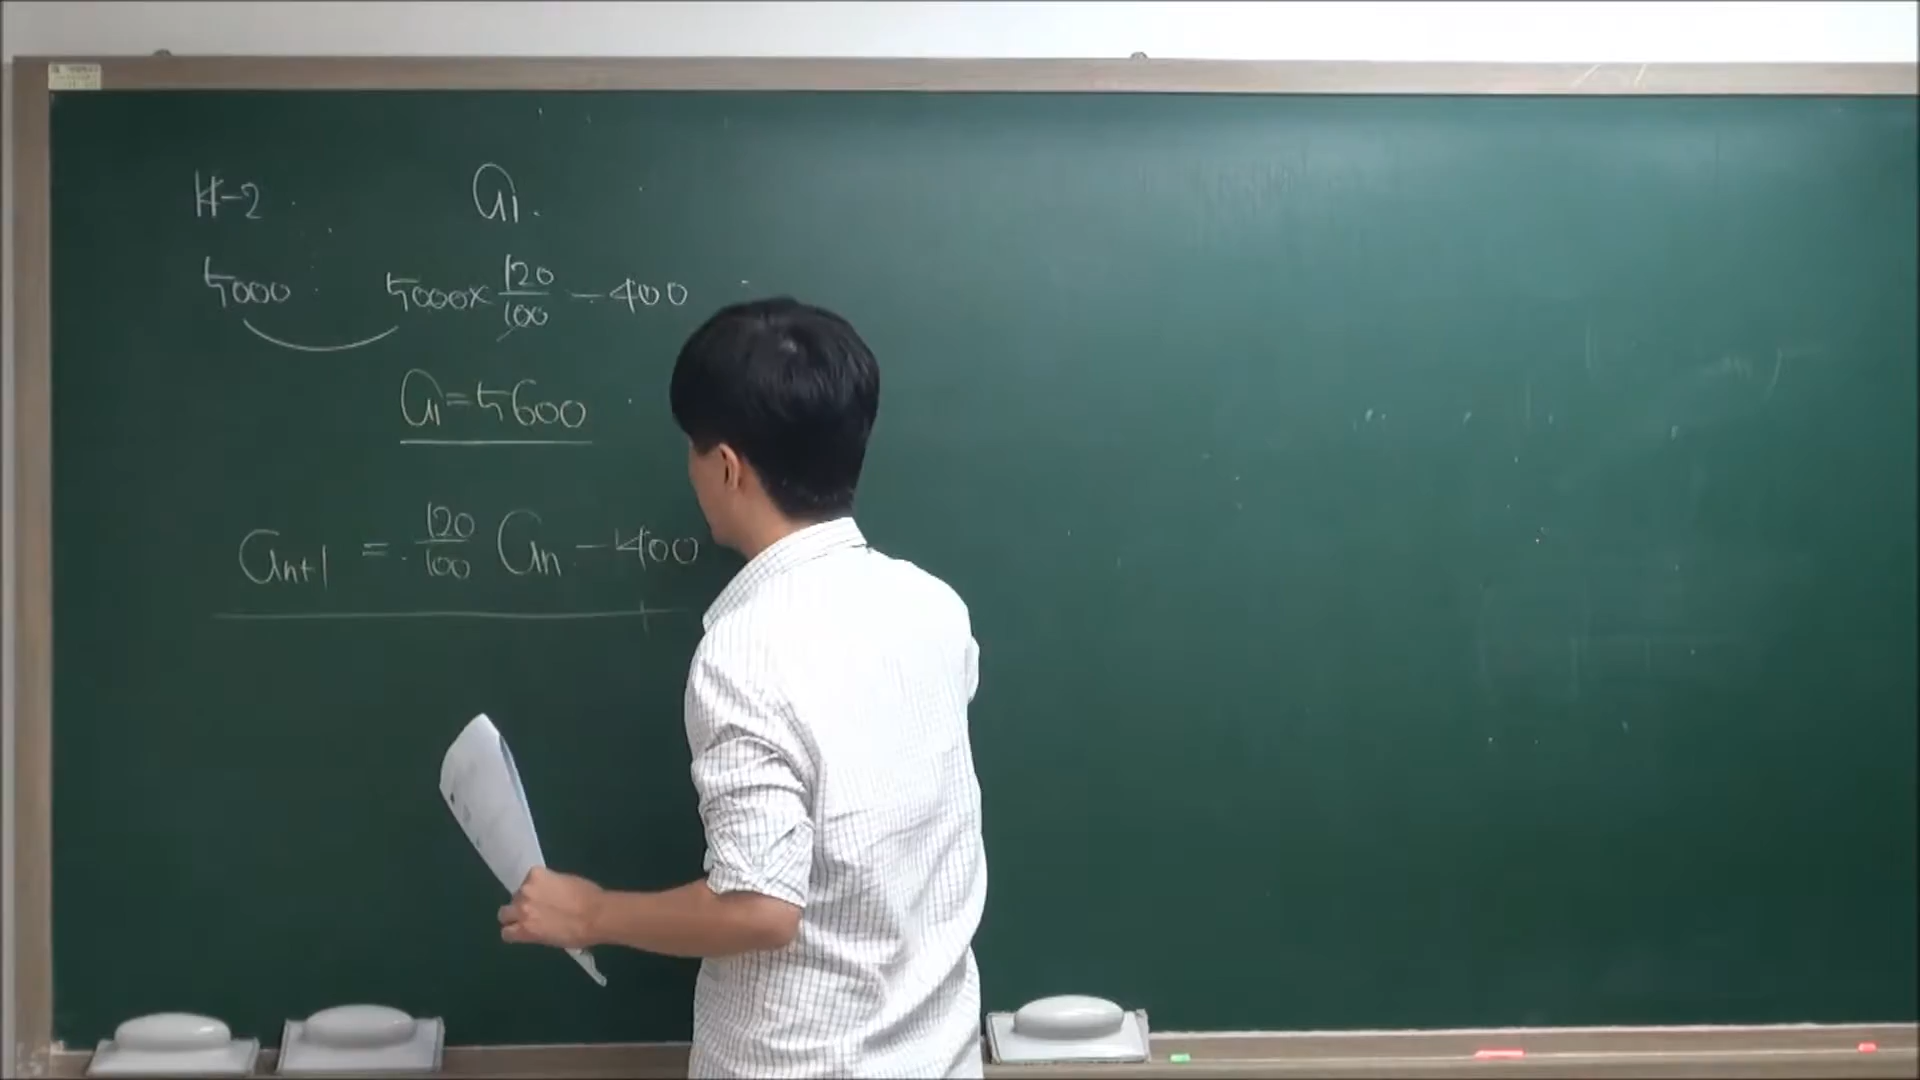 H-2 a₁.
5000 5000× 120/100 - 400
a₁=5600
aₙ₊₁ = 120/100 aₙ - 400